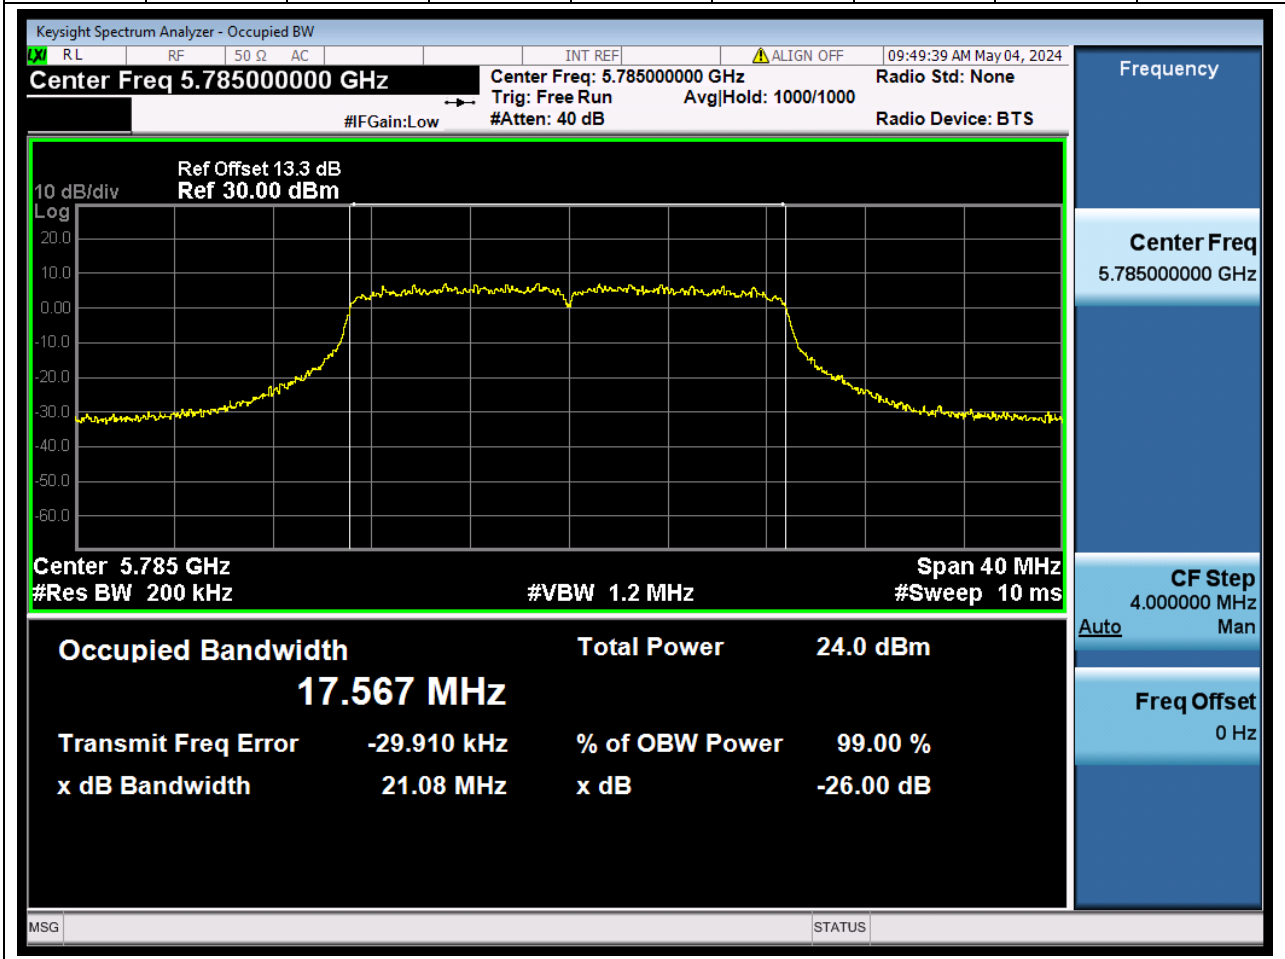 Keysight Spectrum Analyzer - Occupied BW
LXI RL RF 50 Ω AC INT REF ALIGN OFF 09:49:39 AM May 04, 2024
Center Freq 5.785000000 GHz
Center Freq: 5.785000000 GHz
Radio Std: None
Trig: Free Run Avg|Hold: 1000/1000
#IFGain:Low
#Atten: 40 dB
Radio Device: BTS
Ref Offset 13.3 dB
10 dB/div Ref 30.00 dBm
Log
20.0
10.0
0.00
-10.0
-20.0
-30.0
-40.0
-50.0
-60.0
Center 5.785 GHz Span 40 MHz
#Res BW 200 kHz #VBW 1.2 MHz #Sweep 10 ms
Occupied Bandwidth Total Power 24.0 dBm
17.567 MHz
Transmit Freq Error -29.910 kHz % of OBW Power 99.00 %
x dB Bandwidth 21.08 MHz x dB -26.00 dB
Frequency
Center Freq
5.785000000 GHz
CF Step
4.000000 MHz
Auto Man
Freq Offset
0 Hz
MSG STATUS